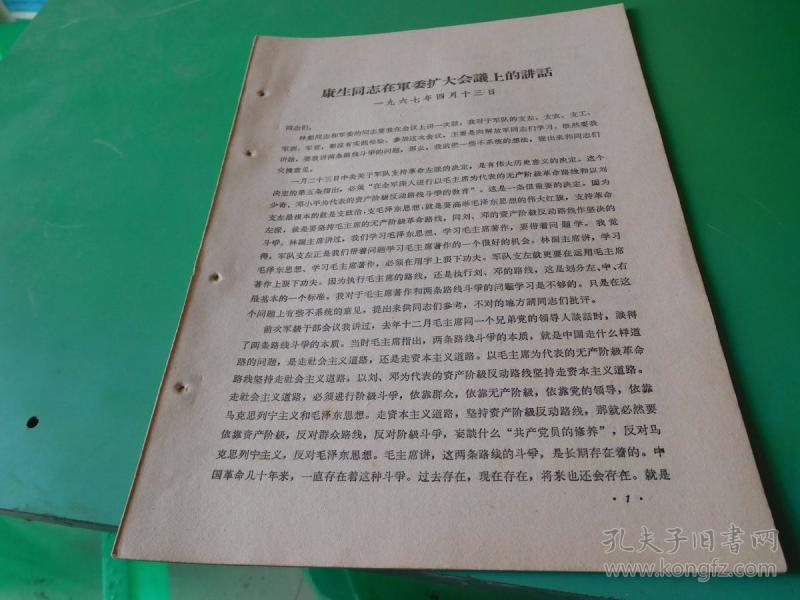 康生同志在軍委扩大会議上的讲話
一九六七年四月十三日
同志们，
林彪同志和军委的同志要我在会议上讲一次话，我对于军队的支左、支农、支工、
军训、军管，都没有实践经验，参加这次会议，主要是向解放军同志们学习。既然要我
讲话，要我讲两条路线斗爭的问题，那么，我就把一些不系统的想法，提出来和同志们
交换意见。
一月二十三日中央关于军队支持革命左派的决定，是有伟大历史意义的决定。这个
决定的第五条指出，必须“在全军深入进行以毛主席为代表的无产阶级革命路线和以刘
少奇、邓小平为代表的资产阶级反动路线斗爭的教育”。这是一条很重要的决定。因为
支左最根本的就是支政治，支毛泽东思想，就是要高举毛泽东思想的伟大红旗，支持革命
左派，就是要坚持毛主席的无产阶级革命路线，同刘、邓的资产阶级反动路线作坚决的
斗爭。林副主席讲过，我们学习毛泽东思想，学习毛主席著作，要带着问题学。我觉
得，军队支左正是我们带着问题学习毛主席著作的一个很好的机会。林副主席讲，学习
毛泽东思想、学习毛主席著作，必须在用字上狠下功夫。军队支左就更要在运用毛主席
著作上狠下功夫。因为执行毛主席的路线，还是执行刘、邓的路线，这是划分左、中、右
最基本的一个标准。我对于毛主席著作和两条路线斗爭的问题学习是不够的。只是在这
个问题上有些不系统的意见，提出来供同志们参考，不对的地方請同志们批评。
前次军級干部会议我讲过，去年十二月毛主席同一个兄弟党的领导人談話时，談得
了两条路线斗爭的本质。当时毛主席指出，两条路线斗爭的本质，就是中国走什么样道
路的问题，是走社会主义道路，还是走资本主义道路。以毛主席为代表的无产阶級革命
路线坚持走社会主义道路，以刘、邓为代表的资产阶級反动路线坚持走资本主义道路。
走社会主义道路，必须进行阶級斗爭，依靠群众，依靠无产阶級，依靠党的领导，依靠
马克思列宁主义和毛泽东思想。走资本主义道路，坚持资产阶級反动路线，那就必然要
依靠资产阶級，反对群众路线，反对阶級斗爭，妄談什么“共产党员的修养”，反对马
克思列宁主义，反对毛泽东思想。毛主席讲，这两条路线的斗爭，是长期存在着的。中
国革命几十年来，一直存在着这种斗爭。过去存在，现在存在，将来也还会存在。就是
·1·
孔夫子旧书网
www.kongfz.com